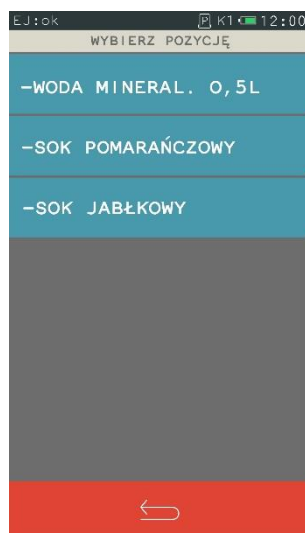 EJ:ok P K1 12:00
WYBIERZ POZYCJĘ
-WODA MINERAL. 0,5L
-SOK POMARAŃCZOWY
-SOK JABŁKOWY